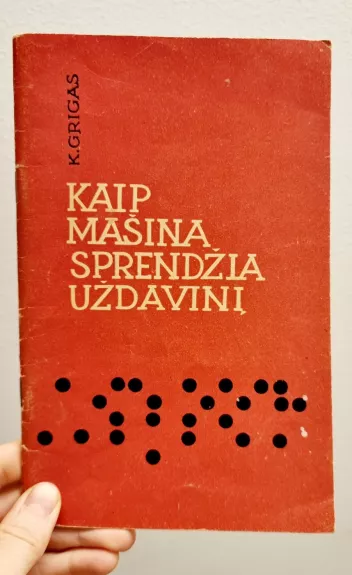 K. GRIGAS
KAIP
MAŠINA
SPRENDŽIA
UŽDAVINĮ